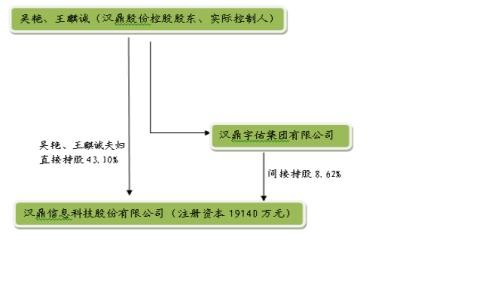 吴艳、王麒诚（汉鼎股份控股股东、实际控制人）
汉鼎宇佑集团有限公司
吴艳、王麒诚夫妇
直接持股43.10%
间接持股8.62%
汉鼎信息科技股份有限公司（注册资本19140万元）